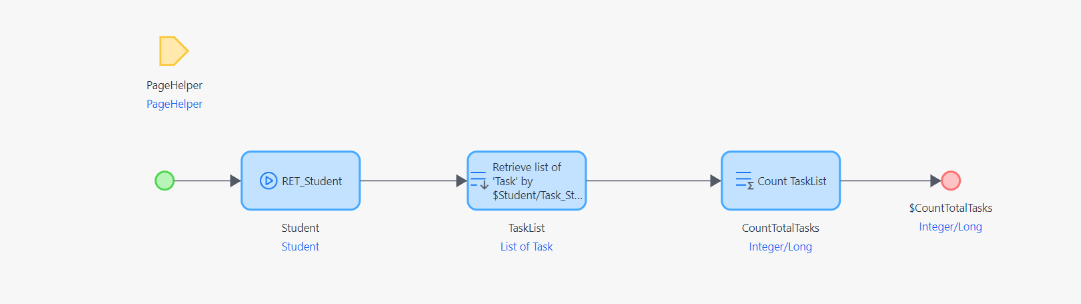 PageHelper
PageHelper
RET_Student
Student
Student
Retrieve list of
'Task' by
$Student/Task_St...
TaskList
List of Task
Count TaskList
CountTotalTasks
Integer/Long
$CountTotalTasks
Integer/Long